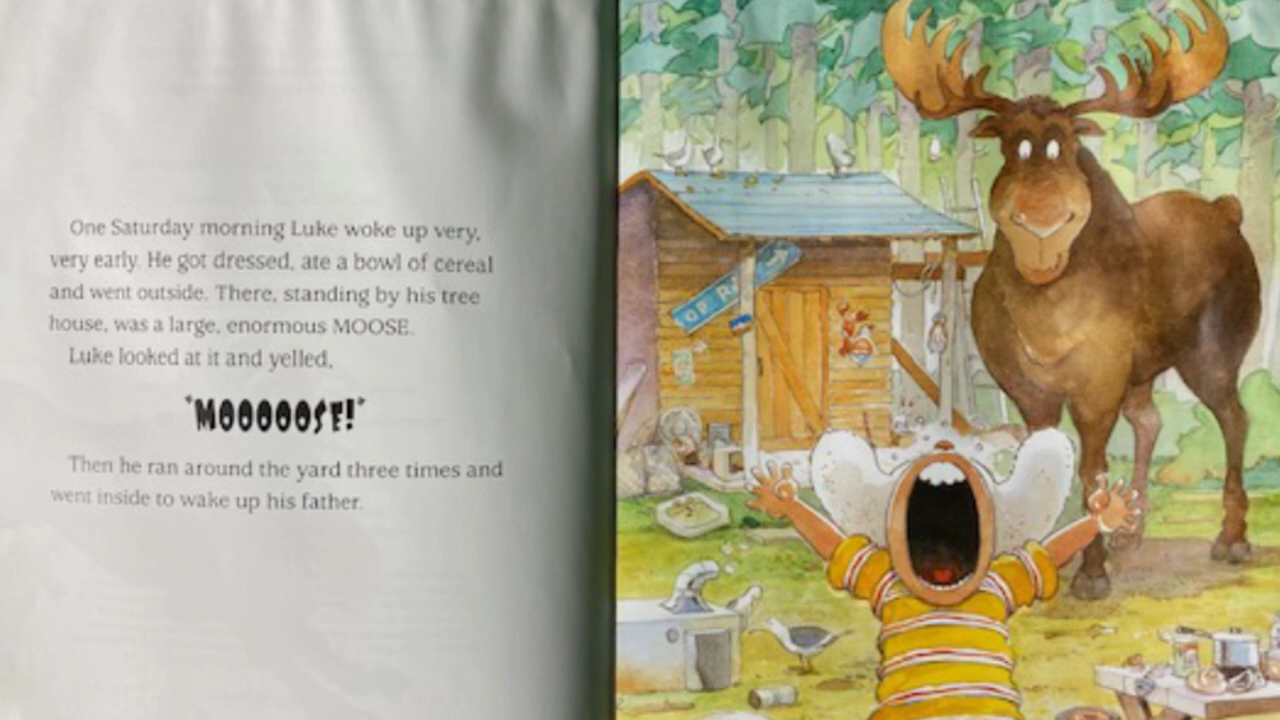 One Saturday morning Luke woke up very,
very early. He got dressed, ate a bowl of cereal
and went outside. There, standing by his tree
house, was a large, enormous MOOSE.
Luke looked at it and yelled,
"MOOOOOSE!"
Then he ran around the yard three times and
went inside to wake up his father.
OP